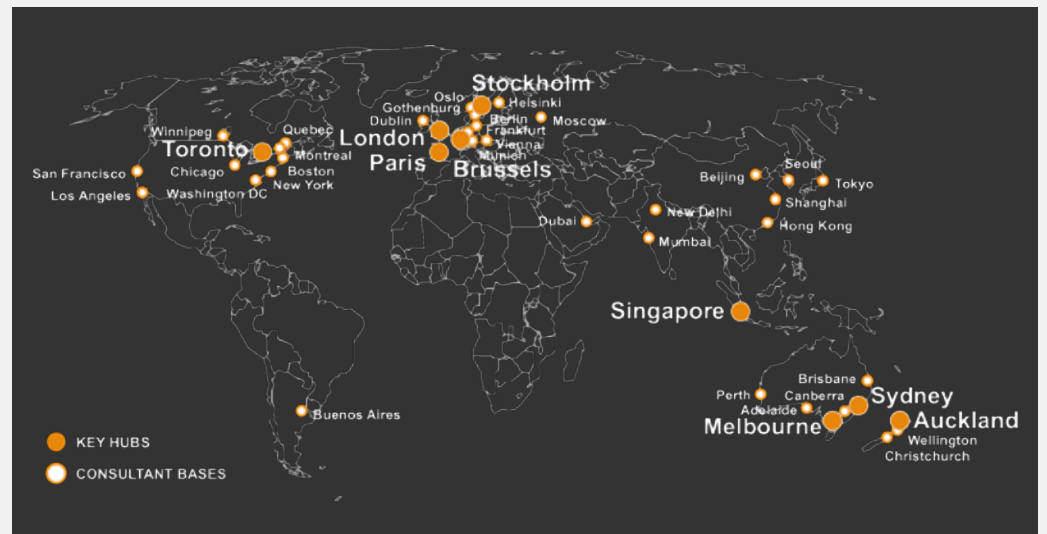 Stockholm
Oslo
Helsinki
Gothenburg
Dublin
Berlin
Moscow
Winnipeg
Quebec
London
Frankfurt
Vienna
Toronto
Montreal
Paris
Munich
Brussels
San Francisco
Chicago
Boston
New York
Los Angeles
Washington DC
Seoul
Beijing
Tokyo
Shanghai
Dubai
New Delhi
Hong Kong
Mumbai
Singapore
Brisbane
Perth
Canberra
Sydney
Adelaide
Buenos Aires
Melbourne
Auckland
Wellington
Christchurch
KEY HUBS
CONSULTANT BASES